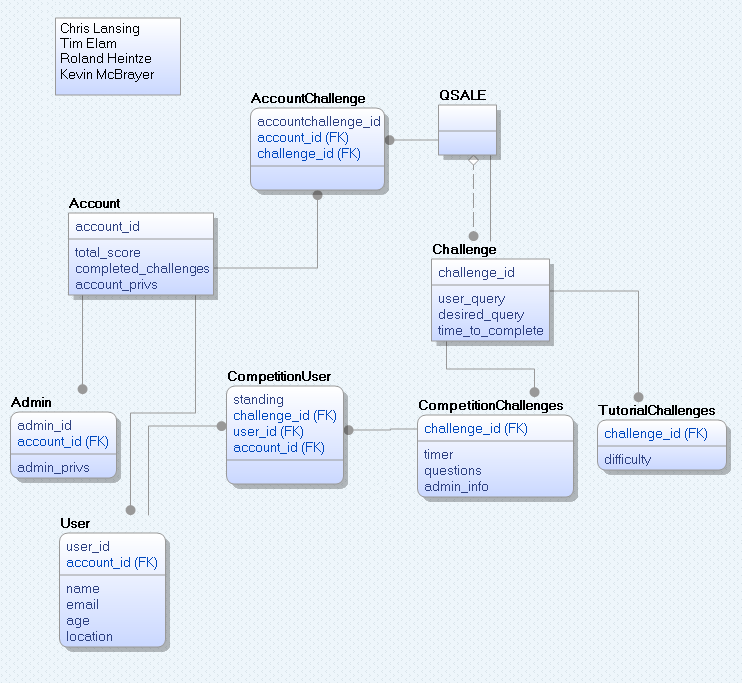 Chris Lansing
Tim Elam
Roland Heintze
Kevin McBrayer
AccountChallenge
accountchallenge_id
account_id (FK)
challenge_id (FK)
QSALE
Account
account_id
total_score
completed_challenges
account_privs
Challenge
challenge_id
user_query
desired_query
time_to_complete
Admin
admin_id
account_id (FK)
admin_privs
CompetitionUser
standing
challenge_id (FK)
user_id (FK)
account_id (FK)
CompetitionChallenges
challenge_id (FK)
timer
questions
admin_info
TutorialChallenges
challenge_id (FK)
difficulty
User
user_id
account_id (FK)
name
email
age
location